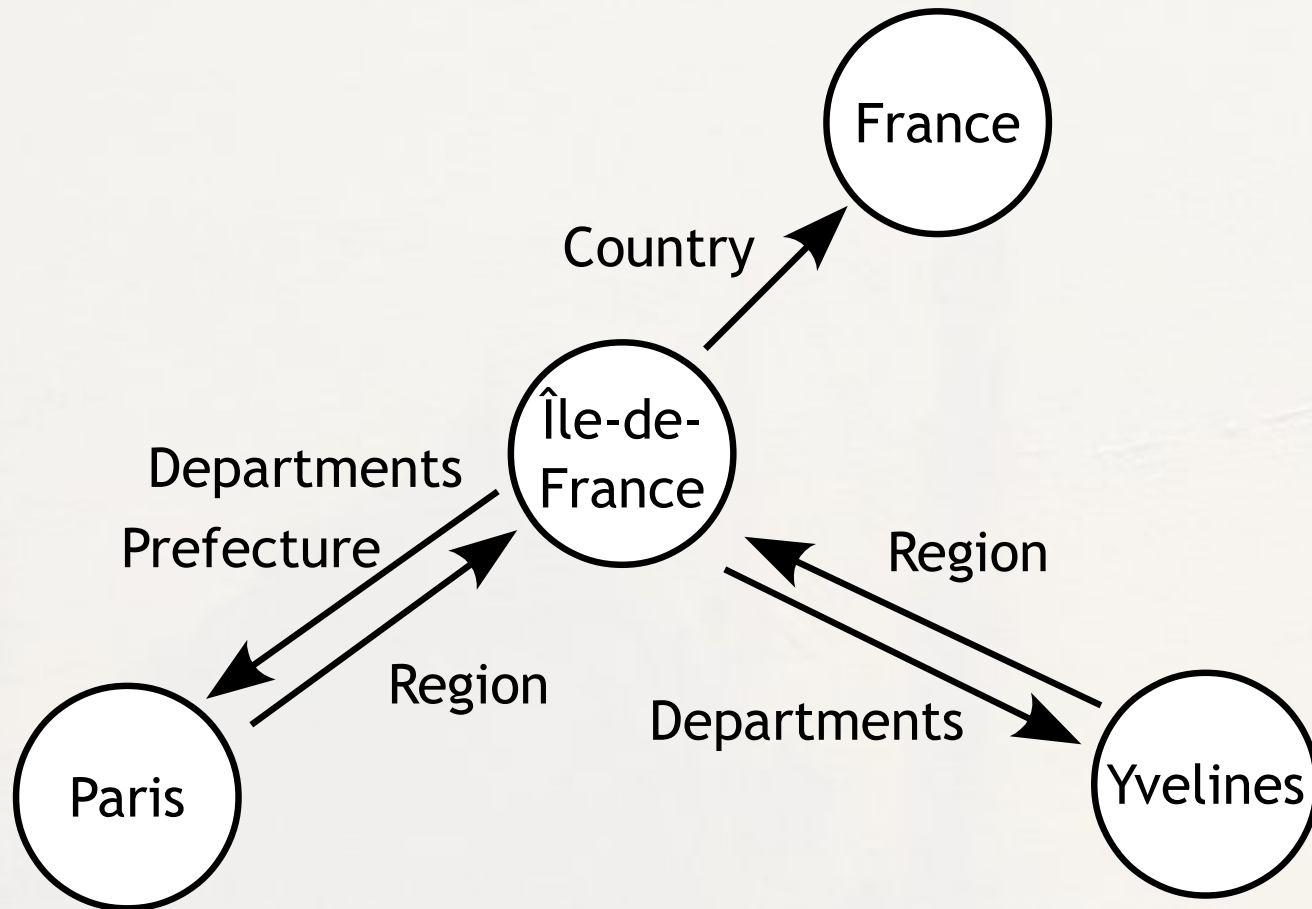 France
Country
Île-de-
France
Departments
Prefecture
Region
Region
Departments
Paris
Yvelines